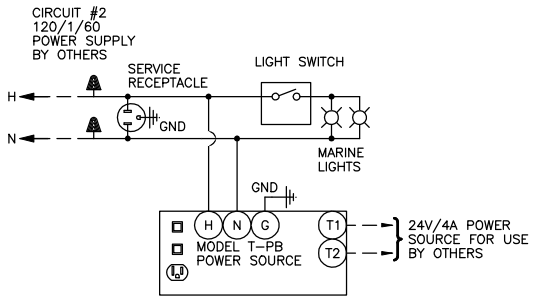 CIRCUIT #2
120/1/60
POWER SUPPLY
BY OTHERS
SERVICE
RECEPTACLE
LIGHT SWITCH
H
GND
N
MARINE
LIGHTS
GND
H N G T1
24V/4A POWER
SOURCE FOR USE
BY OTHERS
T2
MODEL T-PB
POWER SOURCE